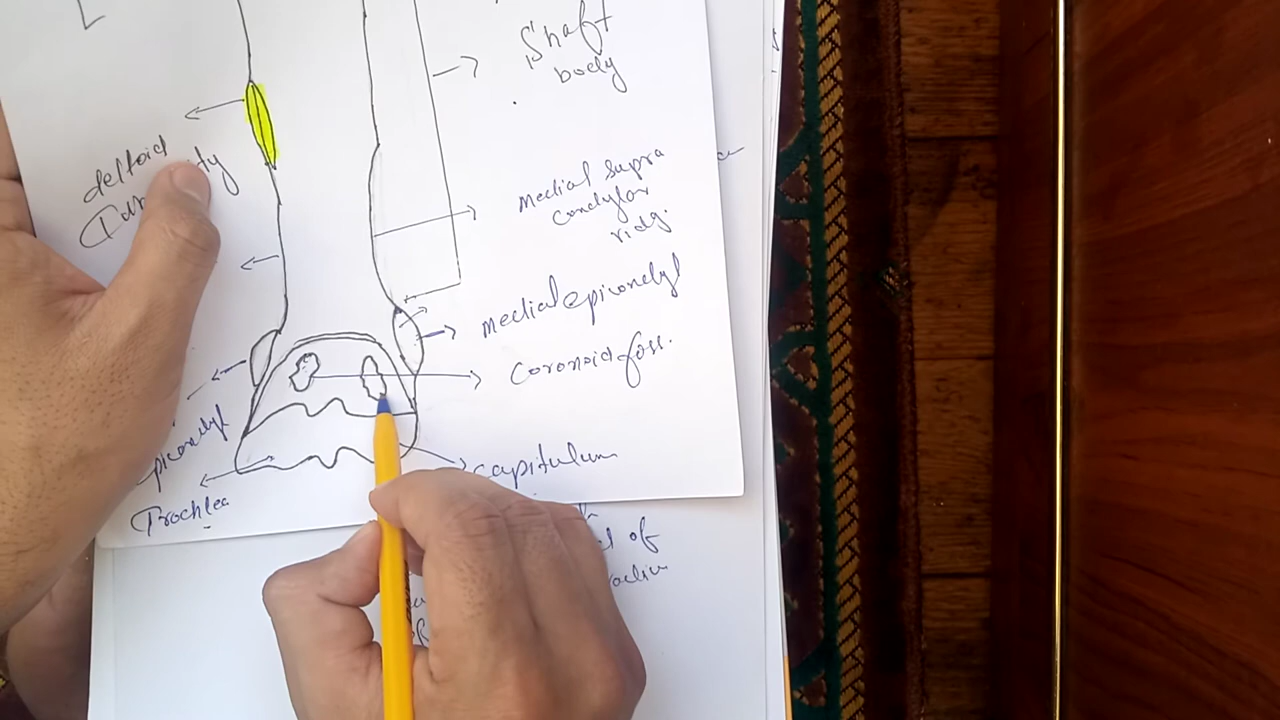 Shaft
body
deltoid
Medial Supra
Condylar
ridg.
medial epicondyl
Coronoid foss.
capitulum
Trochlea
of